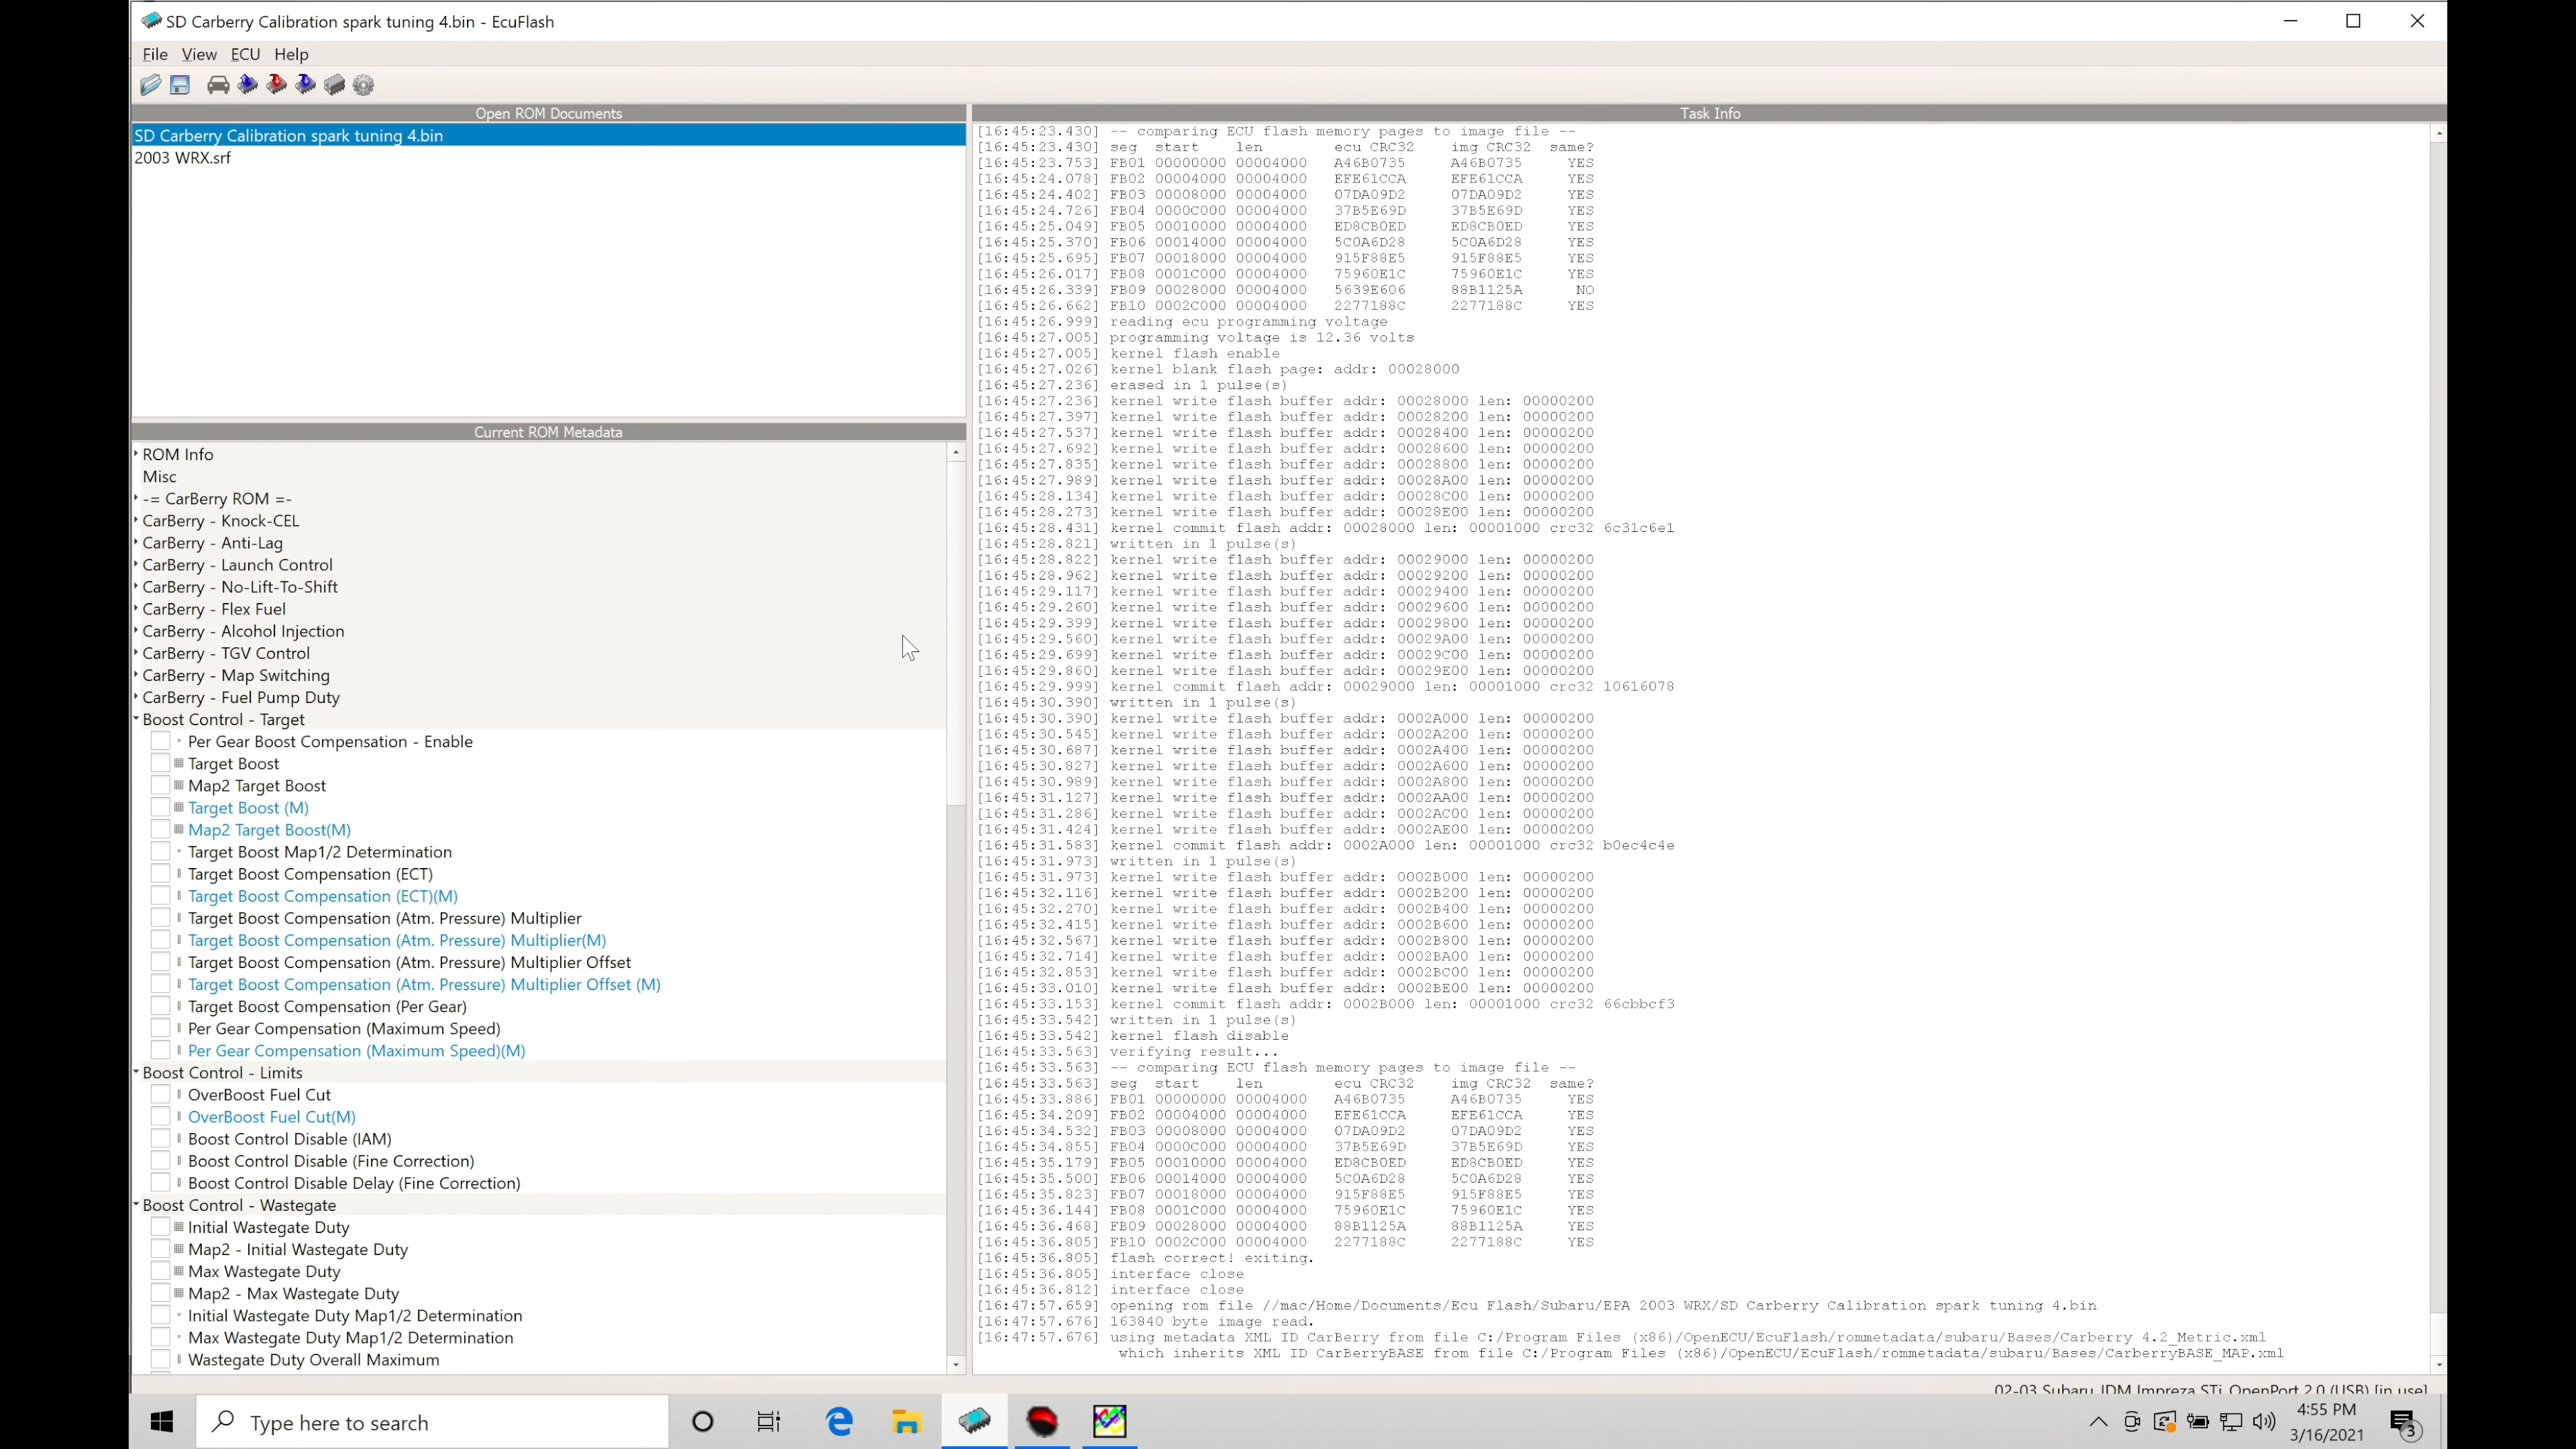 SD Carberry Calibration spark tuning 4.bin - EcuFlash
File View ECU Help
Open ROM Documents
SD Carberry Calibration spark tuning 4.bin
2003 WRX.srf
Current ROM Metadata
ROM Info
Misc
-= CarBerry ROM =-
CarBerry - Knock-CEL
CarBerry - Anti-Lag
CarBerry - Launch Control
CarBerry - No-Lift-To-Shift
CarBerry - Flex Fuel
CarBerry - Alcohol Injection
CarBerry - TGV Control
CarBerry - Map Switching
CarBerry - Fuel Pump Duty
Boost Control - Target
Per Gear Boost Compensation - Enable
Target Boost
Map2 Target Boost
Target Boost (M)
Map2 Target Boost(M)
Target Boost Map1/2 Determination
Target Boost Compensation (ECT)
Target Boost Compensation (ECT)(M)
Target Boost Compensation (Atm. Pressure) Multiplier
Target Boost Compensation (Atm. Pressure) Multiplier(M)
Target Boost Compensation (Atm. Pressure) Multiplier Offset
Target Boost Compensation (Atm. Pressure) Multiplier Offset (M)
Target Boost Compensation (Per Gear)
Per Gear Compensation (Maximum Speed)
Per Gear Compensation (Maximum Speed)(M)
Boost Control - Limits
OverBoost Fuel Cut
OverBoost Fuel Cut(M)
Boost Control Disable (IAM)
Boost Control Disable (Fine Correction)
Boost Control Disable Delay (Fine Correction)
Boost Control - Wastegate
Initial Wastegate Duty
Map2 - Initial Wastegate Duty
Max Wastegate Duty
Map2 - Max Wastegate Duty
Initial Wastegate Duty Map1/2 Determination
Max Wastegate Duty Map1/2 Determination
Wastegate Duty Overall Maximum
Task Info
[16:45:23.430] -- comparing ECU flash memory pages to image file --
[16:45:23.430] seg start len ecu CRC32 img CRC32 same?
[16:45:23.753] FB01 00000000 00004000 A46B0735 A46B0735 YES
[16:45:24.078] FB02 00004000 00004000 EFE61CCA EFE61CCA YES
[16:45:24.402] FB03 00008000 00004000 07DA09D2 07DA09D2 YES
[16:45:24.726] FB04 0000C000 00004000 37B5E69D 37B5E69D YES
[16:45:25.049] FB05 00010000 00004000 ED8CB0ED ED8CB0ED YES
[16:45:25.370] FB06 00014000 00004000 5C0A6D28 5C0A6D28 YES
[16:45:25.695] FB07 00018000 00004000 915F88E5 915F88E5 YES
[16:45:26.017] FB08 0001C000 00004000 75960E1C 75960E1C YES
[16:45:26.339] FB09 00028000 00004000 5639E606 88B1125A NO
[16:45:26.662] FB10 0002C000 00004000 2277188C 2277188C YES
[16:45:26.999] reading ecu programming voltage
[16:45:27.005] programming voltage is 12.36 volts
[16:45:27.005] kernel flash enable
[16:45:27.026] kernel blank flash page: addr: 00028000
[16:45:27.236] erased in 1 pulse(s)
[16:45:27.236] kernel write flash buffer addr: 00028000 len: 00000200
[16:45:27.397] kernel write flash buffer addr: 00028200 len: 00000200
[16:45:27.537] kernel write flash buffer addr: 00028400 len: 00000200
[16:45:27.692] kernel write flash buffer addr: 00028600 len: 00000200
[16:45:27.835] kernel write flash buffer addr: 00028800 len: 00000200
[16:45:27.989] kernel write flash buffer addr: 00028A00 len: 00000200
[16:45:28.134] kernel write flash buffer addr: 00028C00 len: 00000200
[16:45:28.273] kernel write flash buffer addr: 00028E00 len: 00000200
[16:45:28.431] kernel commit flash addr: 00028000 len: 00001000 crc32 6c31c6e1
[16:45:28.821] written in 1 pulse(s)
[16:45:28.822] kernel write flash buffer addr: 00029000 len: 00000200
[16:45:28.962] kernel write flash buffer addr: 00029200 len: 00000200
[16:45:29.117] kernel write flash buffer addr: 00029400 len: 00000200
[16:45:29.260] kernel write flash buffer addr: 00029600 len: 00000200
[16:45:29.399] kernel write flash buffer addr: 00029800 len: 00000200
[16:45:29.560] kernel write flash buffer addr: 00029A00 len: 00000200
[16:45:29.699] kernel write flash buffer addr: 00029C00 len: 00000200
[16:45:29.860] kernel write flash buffer addr: 00029E00 len: 00000200
[16:45:29.999] kernel commit flash addr: 00029000 len: 00001000 crc32 10616078
[16:45:30.390] written in 1 pulse(s)
[16:45:30.390] kernel write flash buffer addr: 0002A000 len: 00000200
[16:45:30.545] kernel write flash buffer addr: 0002A200 len: 00000200
[16:45:30.687] kernel write flash buffer addr: 0002A400 len: 00000200
[16:45:30.827] kernel write flash buffer addr: 0002A600 len: 00000200
[16:45:30.989] kernel write flash buffer addr: 0002A800 len: 00000200
[16:45:31.127] kernel write flash buffer addr: 0002AA00 len: 00000200
[16:45:31.286] kernel write flash buffer addr: 0002AC00 len: 00000200
[16:45:31.424] kernel write flash buffer addr: 0002AE00 len: 00000200
[16:45:31.583] kernel commit flash addr: 0002A000 len: 00001000 crc32 b0ec4c4e
[16:45:31.973] written in 1 pulse(s)
[16:45:31.973] kernel write flash buffer addr: 0002B000 len: 00000200
[16:45:32.116] kernel write flash buffer addr: 0002B200 len: 00000200
[16:45:32.270] kernel write flash buffer addr: 0002B400 len: 00000200
[16:45:32.415] kernel write flash buffer addr: 0002B600 len: 00000200
[16:45:32.567] kernel write flash buffer addr: 0002B800 len: 00000200
[16:45:32.714] kernel write flash buffer addr: 0002BA00 len: 00000200
[16:45:32.853] kernel write flash buffer addr: 0002BC00 len: 00000200
[16:45:33.010] kernel write flash buffer addr: 0002BE00 len: 00000200
[16:45:33.153] kernel commit flash addr: 0002B000 len: 00001000 crc32 66cbbcf3
[16:45:33.542] written in 1 pulse(s)
[16:45:33.542] kernel flash disable
[16:45:33.563] verifying result...
[16:45:33.563] -- comparing ECU flash memory pages to image file --
[16:45:33.563] seg start len ecu CRC32 img CRC32 same?
[16:45:33.886] FB01 00000000 00004000 A46B0735 A46B0735 YES
[16:45:34.209] FB02 00004000 00004000 EFE61CCA EFE61CCA YES
[16:45:34.532] FB03 00008000 00004000 07DA09D2 07DA09D2 YES
[16:45:34.855] FB04 0000C000 00004000 37B5E69D 37B5E69D YES
[16:45:35.179] FB05 00010000 00004000 ED8CB0ED ED8CB0ED YES
[16:45:35.500] FB06 00014000 00004000 5C0A6D28 5C0A6D28 YES
[16:45:35.823] FB07 00018000 00004000 915F88E5 915F88E5 YES
[16:45:36.144] FB08 0001C000 00004000 75960E1C 75960E1C YES
[16:45:36.468] FB09 00028000 00004000 88B1125A 88B1125A YES
[16:45:36.805] FB10 0002C000 00004000 2277188C 2277188C YES
[16:45:36.805] flash correct! exiting.
[16:45:36.805] interface close
[16:45:36.812] interface close
[16:47:57.659] opening rom file //mac/Home/Documents/Ecu Flash/Subaru/EPA 2003 WRX/SD Carberry Calibration spark tuning 4.bin
[16:47:57.676] 163840 byte image read.
[16:47:57.676] using metadata XML ID CarBerry from file C:/Program Files (x86)/OpenECU/EcuFlash/rommetadata/subaru/Bases/Carberry 4.2_Metric.xml
which inherits XML ID CarBerryBASE from file C:/Program Files (x86)/OpenECU/EcuFlash/rommetadata/subaru/Bases/CarberryBASE_MAP.xml
02-03 Subaru JDM Impreza STi OpenPort 2.0 (USB) [in use]
Type here to search
4:55 PM
3/16/2021
3